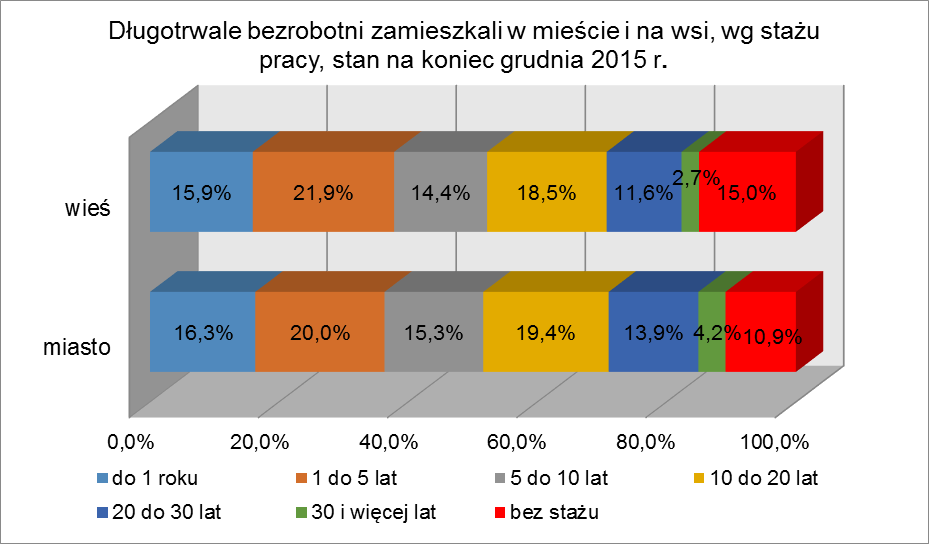 Długotrwale bezrobotni zamieszkali w mieście i na wsi, wg stażu
pracy, stan na koniec grudnia 2015 r.
wieś
15,9% 21,9% 14,4% 18,5% 11,6% 2,7% 15,0%
miasto
16,3% 20,0% 15,3% 19,4% 13,9% 4,2% 10,9%
0,0% 20,0% 40,0% 60,0% 80,0% 100,0%
do 1 roku 1 do 5 lat 5 do 10 lat 10 do 20 lat
20 do 30 lat 30 i więcej lat bez stażu